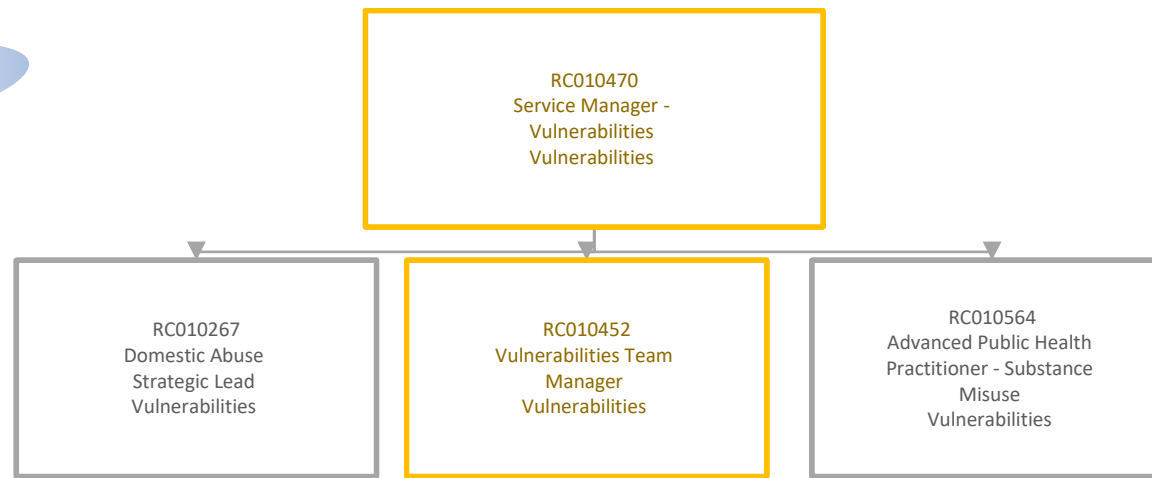 RC010470
Service Manager -
Vulnerabilities
Vulnerabilities
RC010267
Domestic Abuse
Strategic Lead
Vulnerabilities
RC010452
Vulnerabilities Team
Manager
Vulnerabilities
RC010564
Advanced Public Health
Practitioner - Substance
Misuse
Vulnerabilities